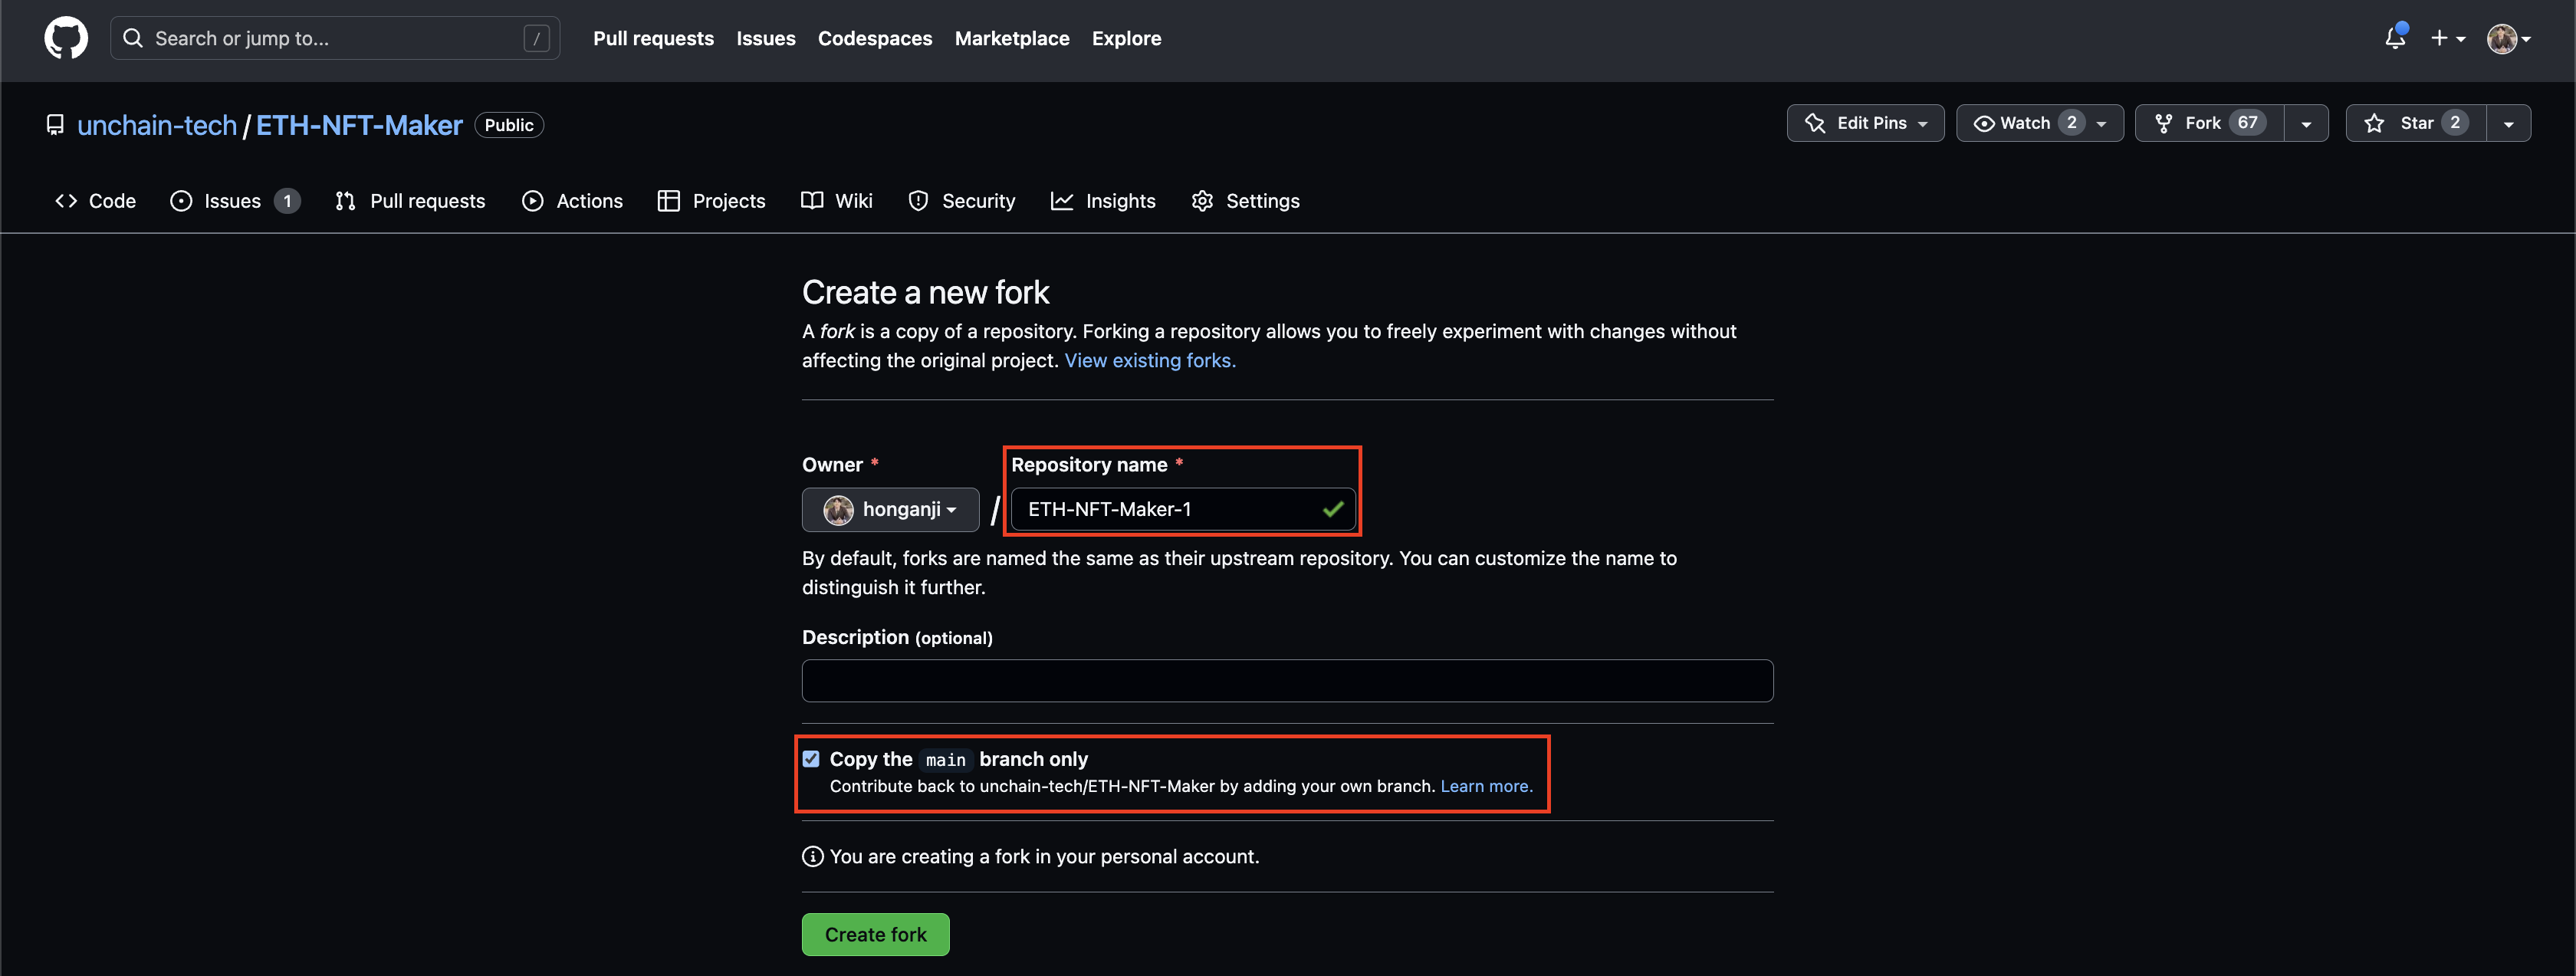 Search or jump to... /
Pull requests Issues Codespaces Marketplace Explore
unchain-tech / ETH-NFT-Maker Public
Edit Pins Watch 2 Fork 67 Star 2
Code Issues 1 Pull requests Actions Projects Wiki Security Insights Settings
Create a new fork
A fork is a copy of a repository. Forking a repository allows you to freely experiment with changes without
affecting the original project. View existing forks.
Owner * Repository name *
honganji / ETH-NFT-Maker-1
By default, forks are named the same as their upstream repository. You can customize the name to
distinguish it further.
Description (optional)
Copy the main branch only
Contribute back to unchain-tech/ETH-NFT-Maker by adding your own branch. Learn more.
You are creating a fork in your personal account.
Create fork